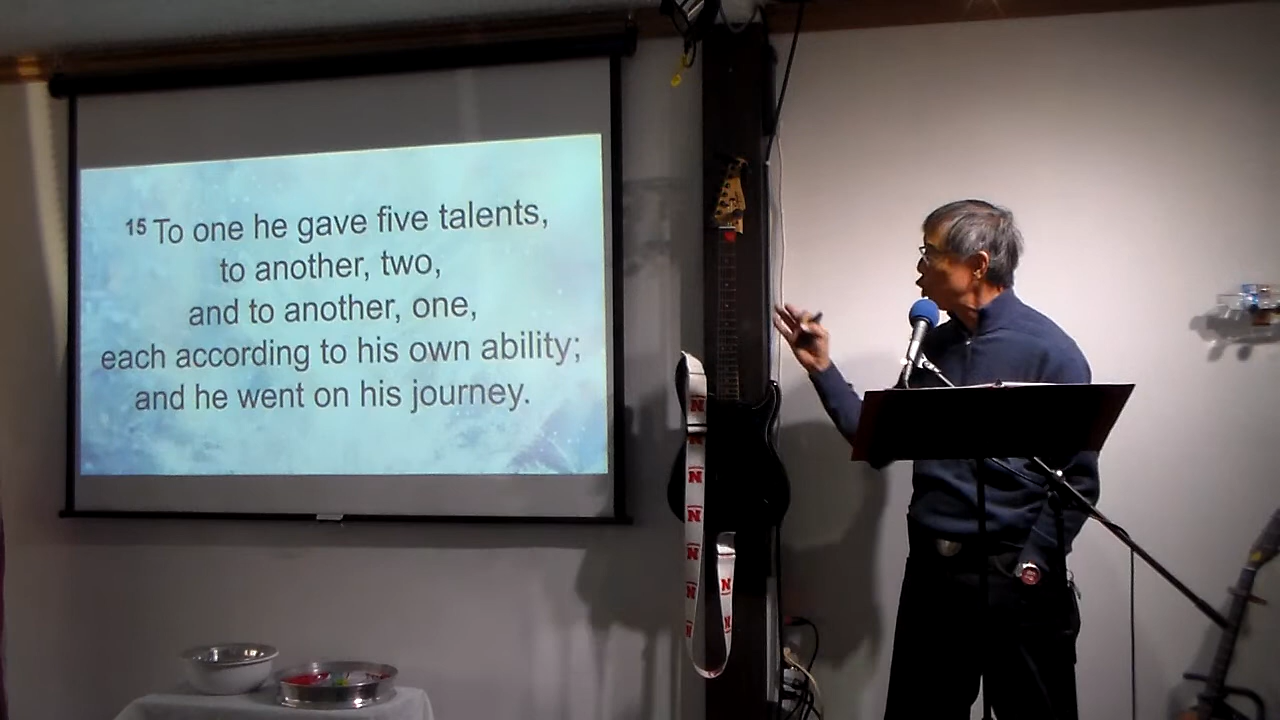 15 To one he gave five talents,
to another, two,
and to another, one,
each according to his own ability;
and he went on his journey.
N
N
N
N
N
N
N
N
N